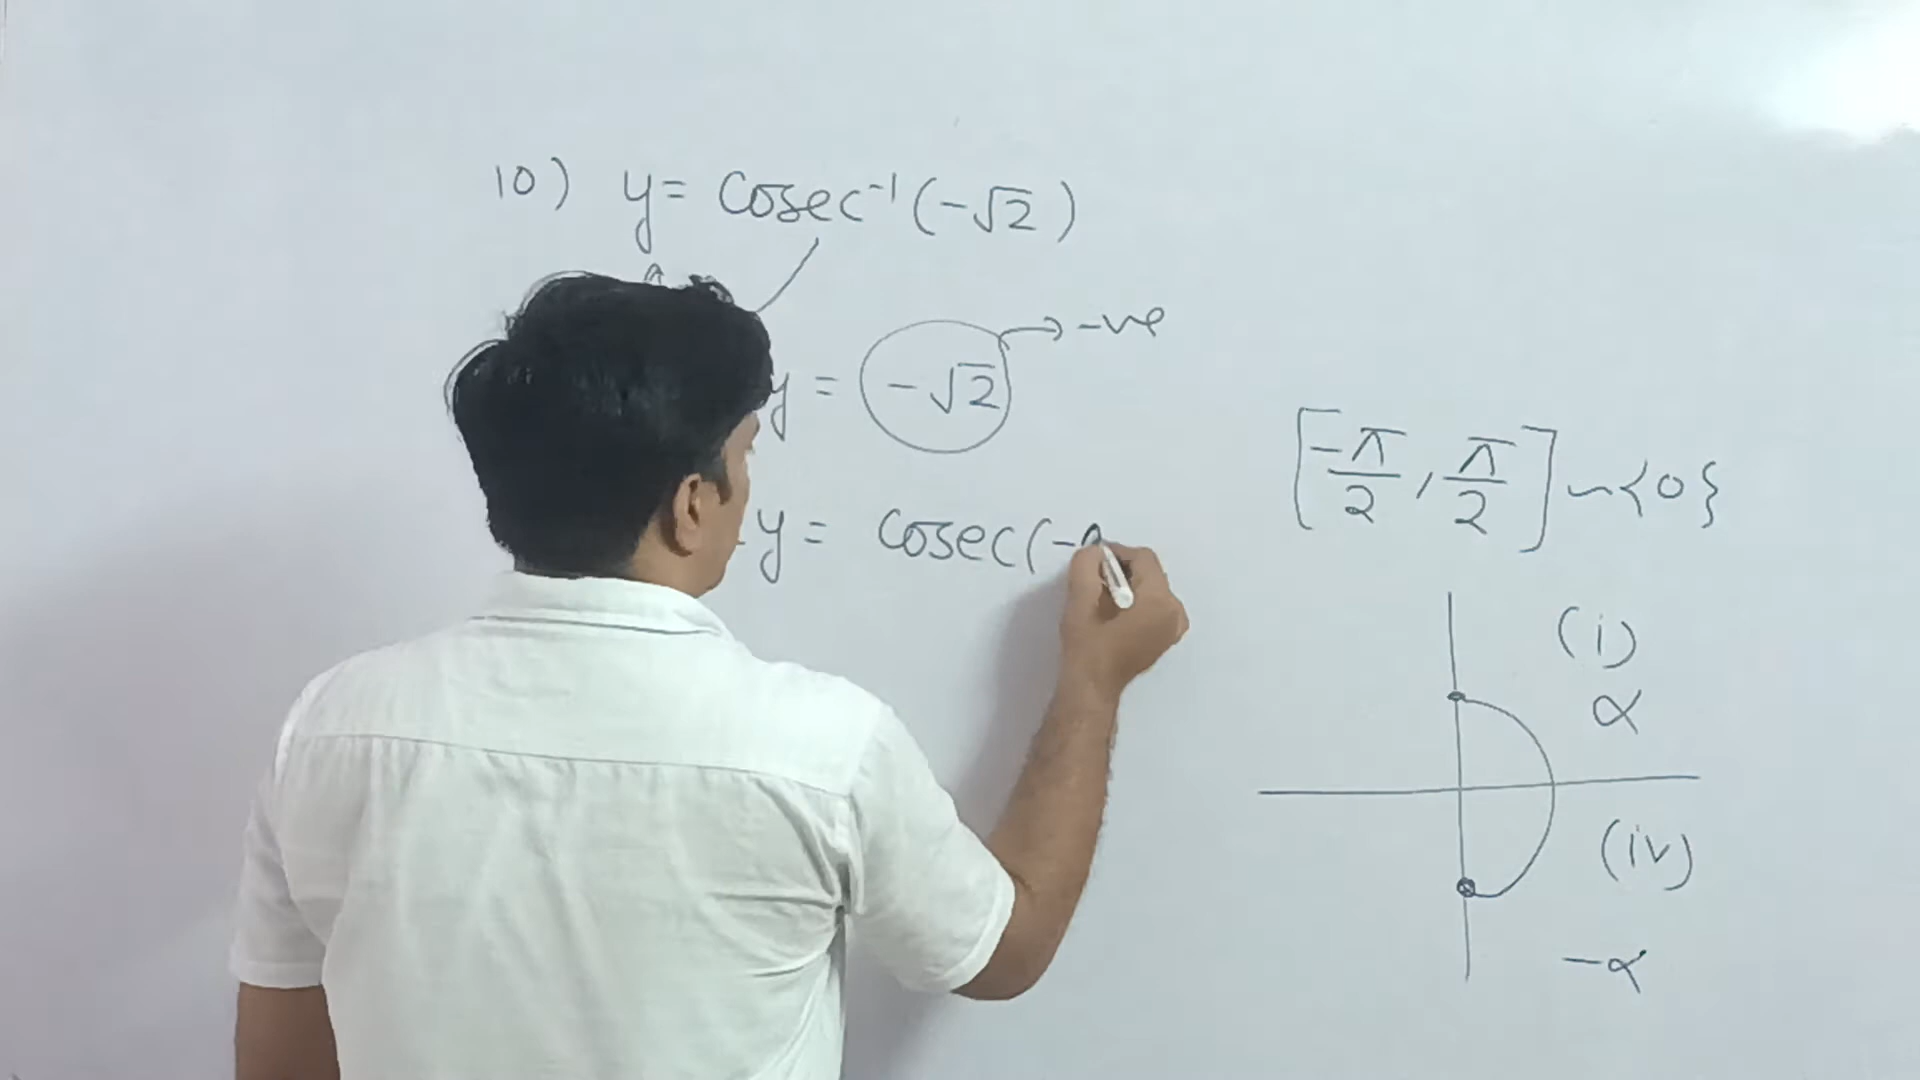 10) y = Cosec⁻¹(-√2)
y = -√2 → -ve
y = cosec(-
[-π/2, π/2] ~ {0}
(i)
α
(iv)
-α